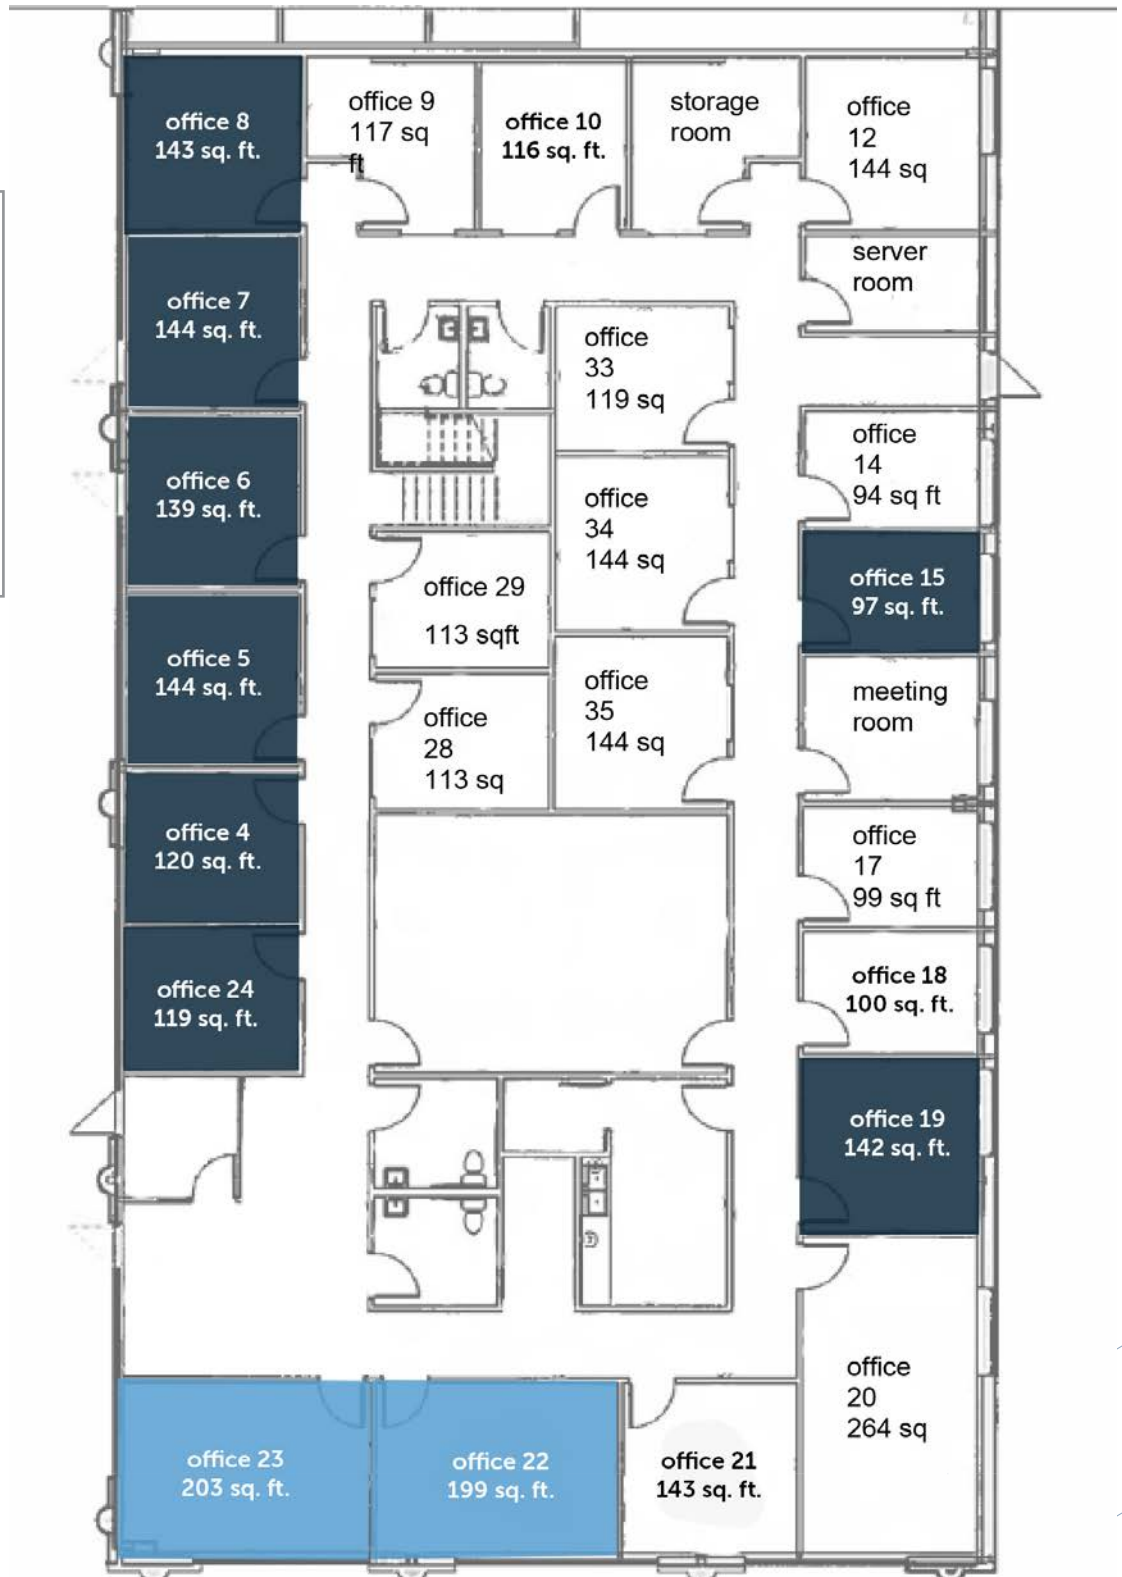 office 8
143 sq. ft.
office 9
117 sq
ft
office 10
116 sq. ft.
storage
room
office
12
144 sq
office 7
144 sq. ft.
server
room
office
33
119 sq
office 6
139 sq. ft.
office
14
94 sq ft
office
34
144 sq
office 29
113 sqft
office 15
97 sq. ft.
office 5
144 sq. ft.
office
28
113 sq
office
35
144 sq
meeting
room
office 4
120 sq. ft.
office
17
99 sq ft
office 24
119 sq. ft.
office 18
100 sq. ft.
office 19
142 sq. ft.
office
20
264 sq
office 23
203 sq. ft.
office 22
199 sq. ft.
office 21
143 sq. ft.